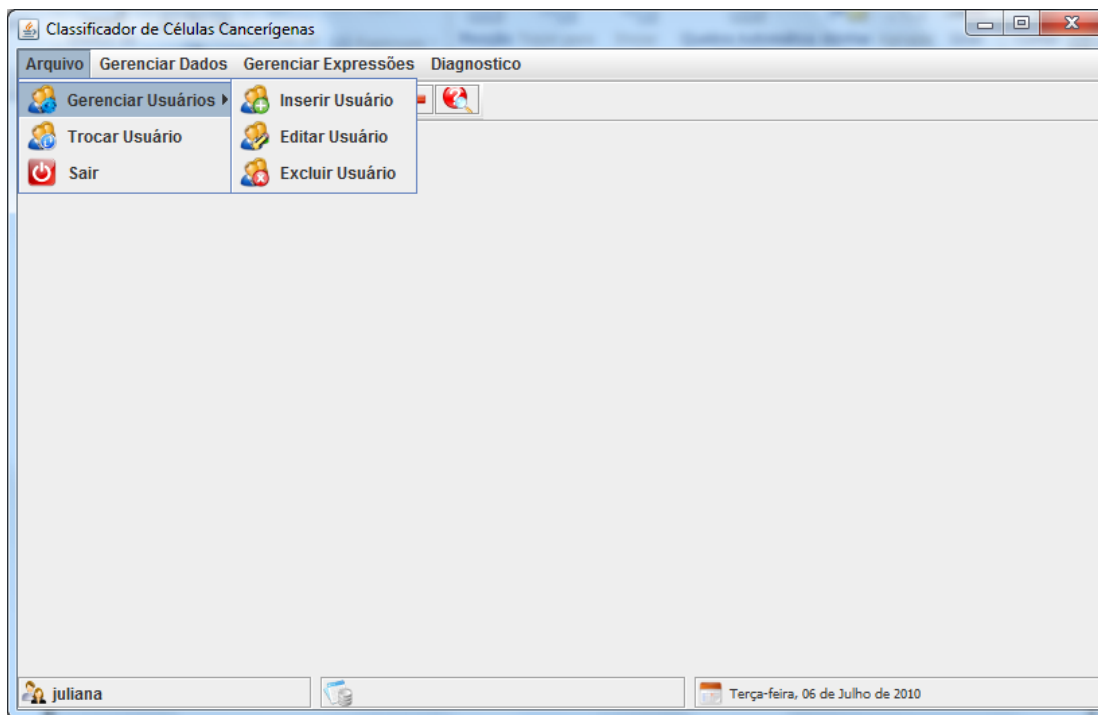 Classificador de Células Cancerígenas
Arquivo Gerenciar Dados Gerenciar Expressões Diagnostico
Gerenciar Usuários
Trocar Usuário
Sair
Inserir Usuário
Editar Usuário
Excluir Usuário
juliana
Terça-feira, 06 de Julho de 2010